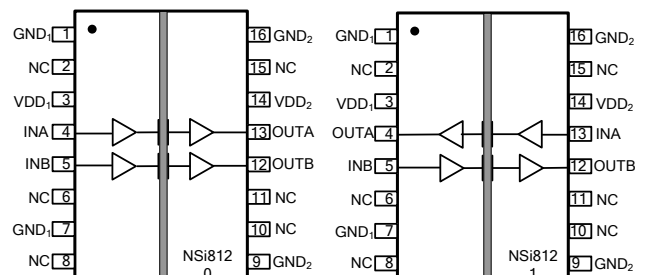 GND₁ 1 16 GND₂
NC 2 15 NC
VDD₁ 3 14 VDD₂
INA 4 13 OUTA
INB 5 12 OUTB
NC 6 11 NC
GND₁ 7 10 NC
NC 8 9 GND₂
NSi812
0
GND₁ 1 16 GND₂
NC 2 15 NC
VDD₁ 3 14 VDD₂
OUTA 4 13 INA
INB 5 12 OUTB
NC 6 11 NC
GND₁ 7 10 NC
NC 8 9 GND₂
NSi812
1